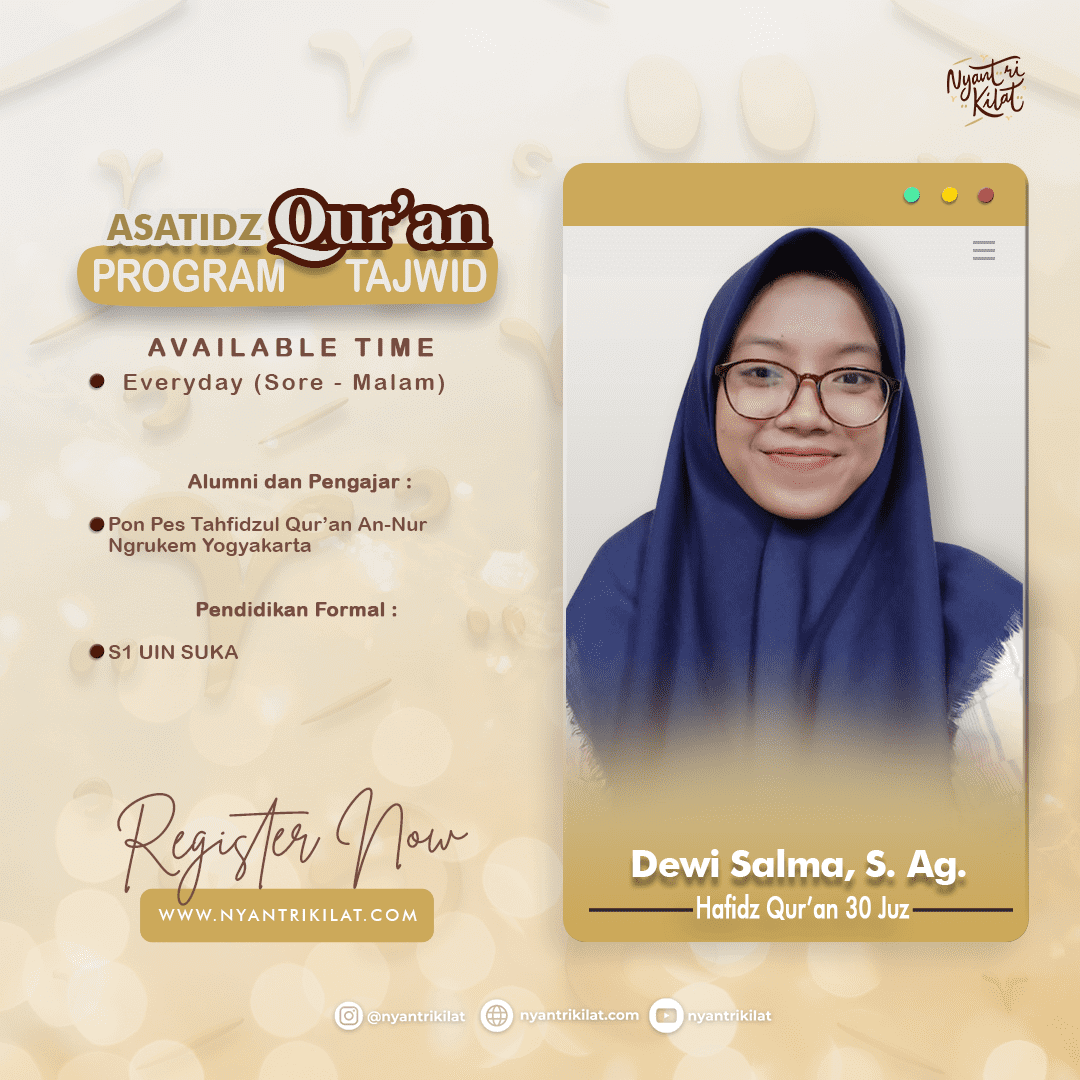 Nyantri
Kilat
ASATIDZ Qur'an
PROGRAM TAJWID
AVAILABLE TIME
Everyday (Sore - Malam)
Alumni dan Pengajar :
Pon Pes Tahfidzul Qur'an An-Nur
Ngrukem Yogyakarta
Pendidikan Formal :
S1 UIN SUKA
Register Now
WWW.NYANTRIKILAT.COM
Dewi Salma, S. Ag.
Hafidz Qur'an 30 Juz
@nyantrikilat nyantrikilat.com nyantrikilat